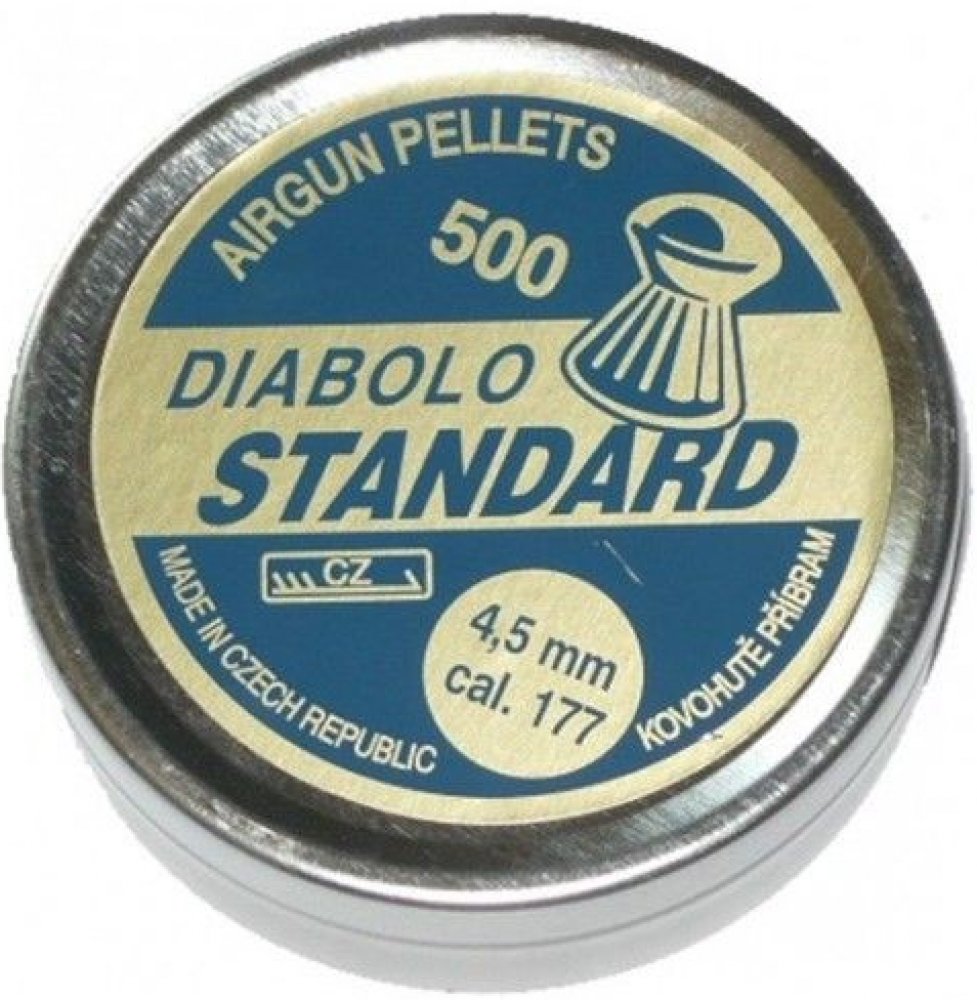 AIRGUN PELLETS
500
DIABOLO
STANDARD
CZ
4,5 mm
cal. 177
MADE IN CZECH REPUBLIC
KOVOHUTĚ PŘÍBRAM